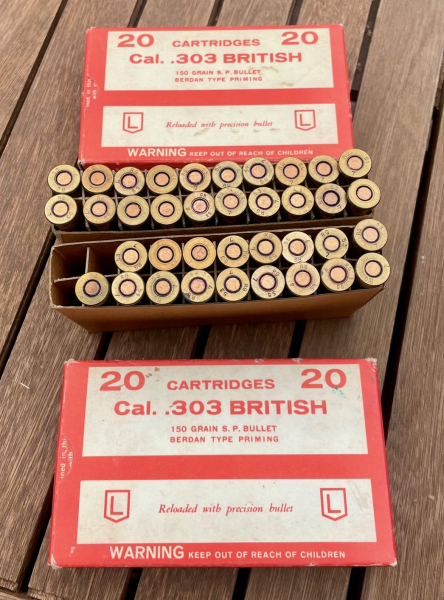 20 CARTRIDGES 20
Cal. .303 BRITISH
150 GRAIN S.P. BULLET
BERDAN TYPE PRIMING
L
Reloaded with precision bullet
L
WARNING KEEP OUT OF REACH OF CHILDREN
20 CARTRIDGES 20
Cal. .303 BRITISH
150 GRAIN S.P. BULLET
BERDAN TYPE PRIMING
L
Reloaded with precision bullet
L
WARNING KEEP OUT OF REACH OF CHILDREN